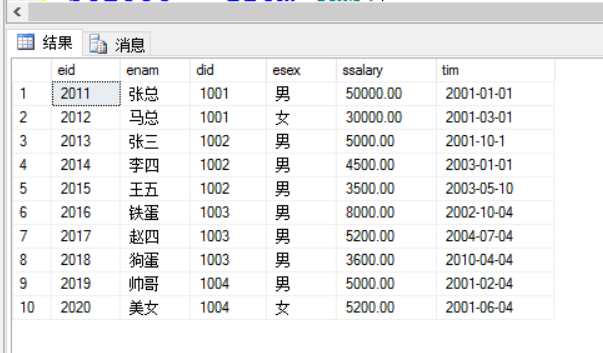 结果 消息
eid enam did esex ssalary tim
1 2011 张总 1001 男 50000.00 2001-01-01
2 2012 马总 1001 女 30000.00 2001-03-01
3 2013 张三 1002 男 5000.00 2001-10-1
4 2014 李四 1002 男 4500.00 2003-01-01
5 2015 王五 1002 男 3500.00 2003-05-10
6 2016 铁蛋 1003 男 8000.00 2002-10-04
7 2017 赵四 1003 男 5200.00 2004-07-04
8 2018 狗蛋 1003 男 3600.00 2010-04-04
9 2019 帅哥 1004 男 5000.00 2001-02-04
10 2020 美女 1004 女 5200.00 2001-06-04